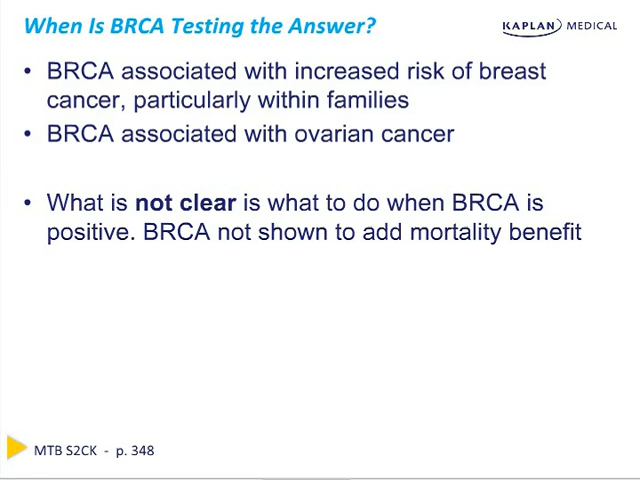 When Is BRCA Testing the Answer?
KAPLAN MEDICAL
• BRCA associated with increased risk of breast
cancer, particularly within families
• BRCA associated with ovarian cancer
• What is not clear is what to do when BRCA is
positive. BRCA not shown to add mortality benefit
MTB S2CK - p. 348